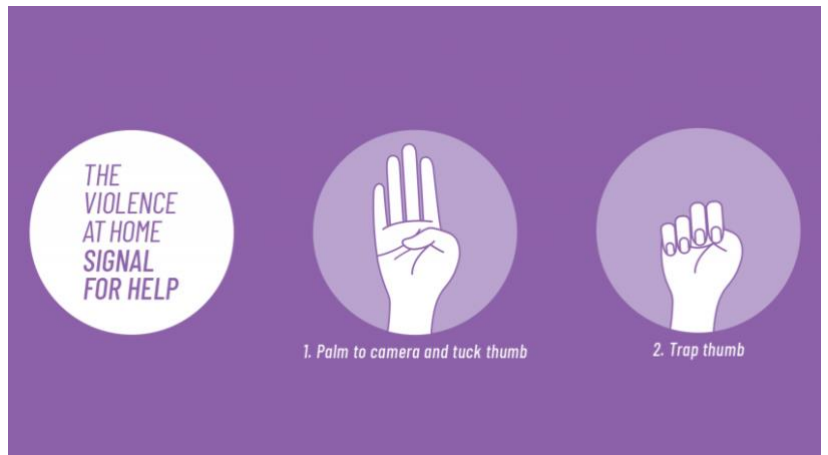 THE
VIOLENCE
AT HOME
SIGNAL
FOR HELP
1. Palm to camera and tuck thumb
2. Trap thumb